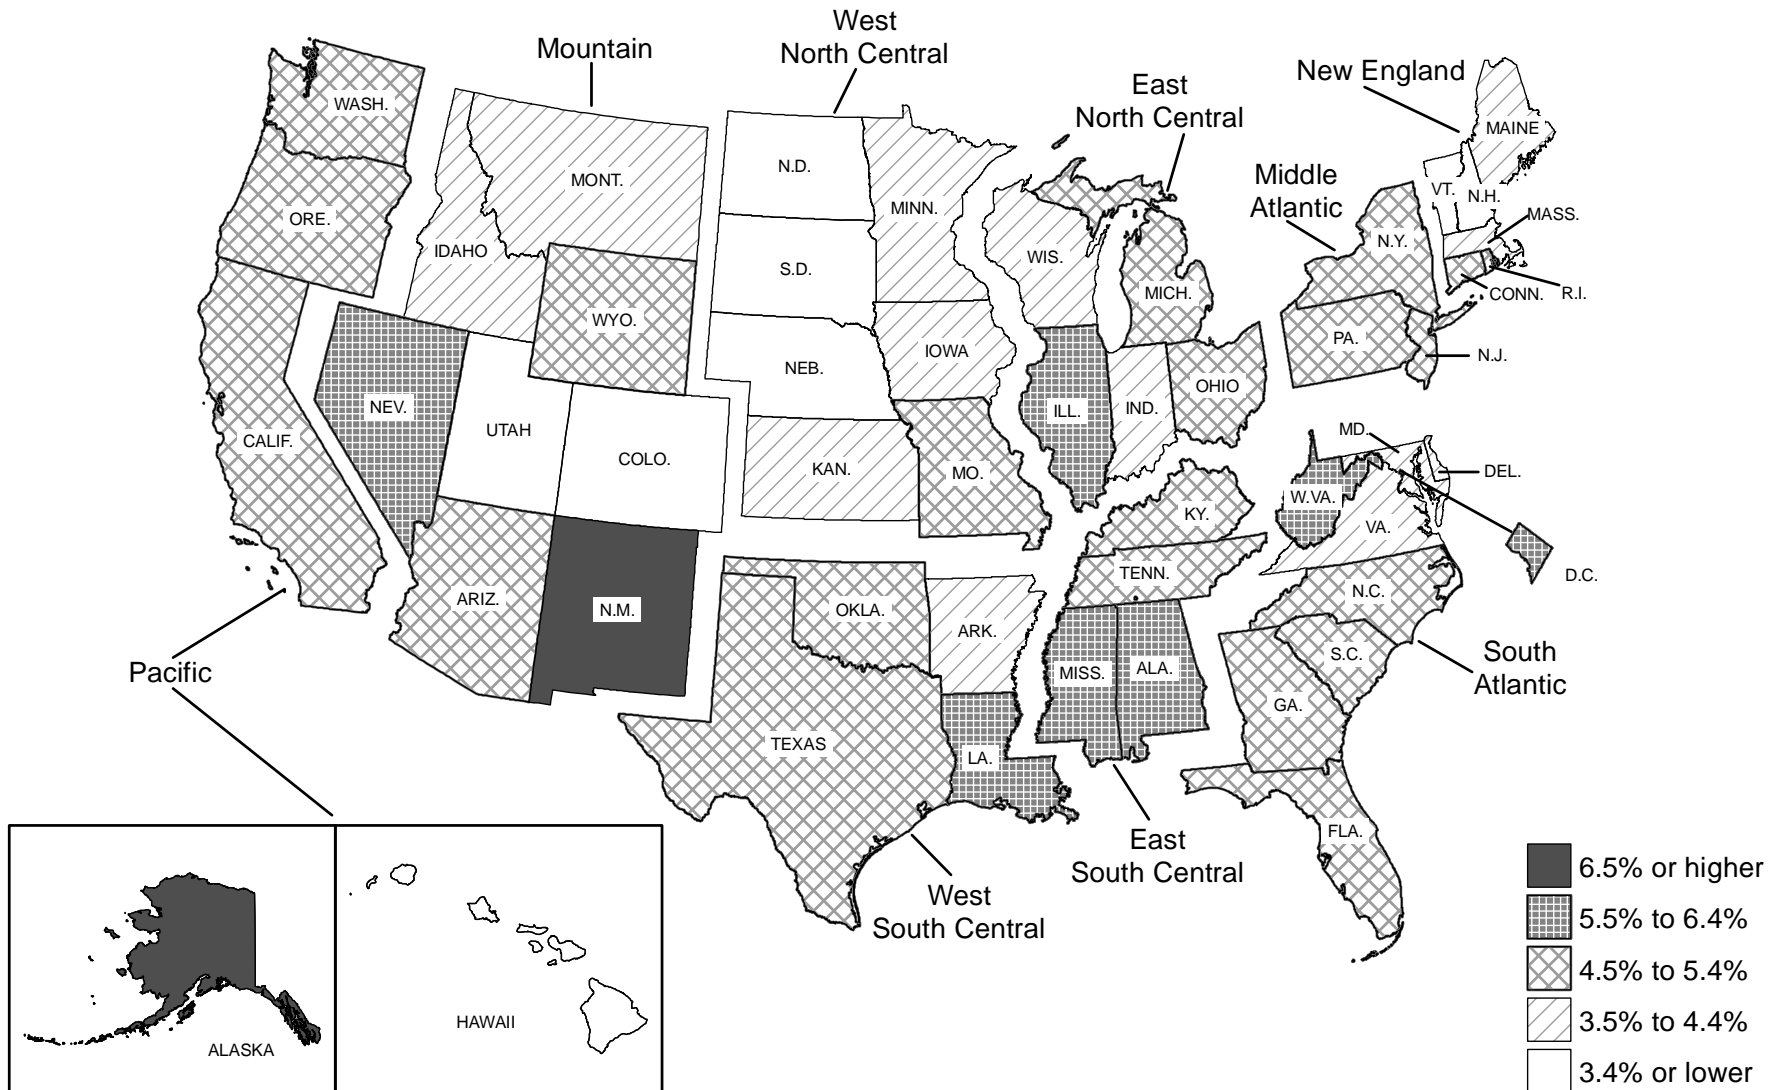 West
North Central
Mountain
New England
East
North Central
WASH.
MAINE
N.D.
MONT.
Middle
Atlantic
VT.
N.H.
MINN.
ORE.
MASS.
N.Y.
IDAHO
WIS.
S.D.
MICH.
CONN.
R.I.
WYO.
PA.
IOWA
N.J.
NEB.
OHIO
NEV.
ILL.
IND.
UTAH
MD.
CALIF.
COLO.
KAN.
MO.
DEL.
W.VA.
KY.
VA.
TENN.
D.C.
ARIZ.
N.M.
OKLA.
N.C.
ARK.
S.C.
South
Atlantic
Pacific
MISS.
ALA.
GA.
TEXAS
LA.
FLA.
East
South Central
West
South Central
HAWAII
ALASKA
6.5% or higher
5.5% to 6.4%
4.5% to 5.4%
3.5% to 4.4%
3.4% or lower